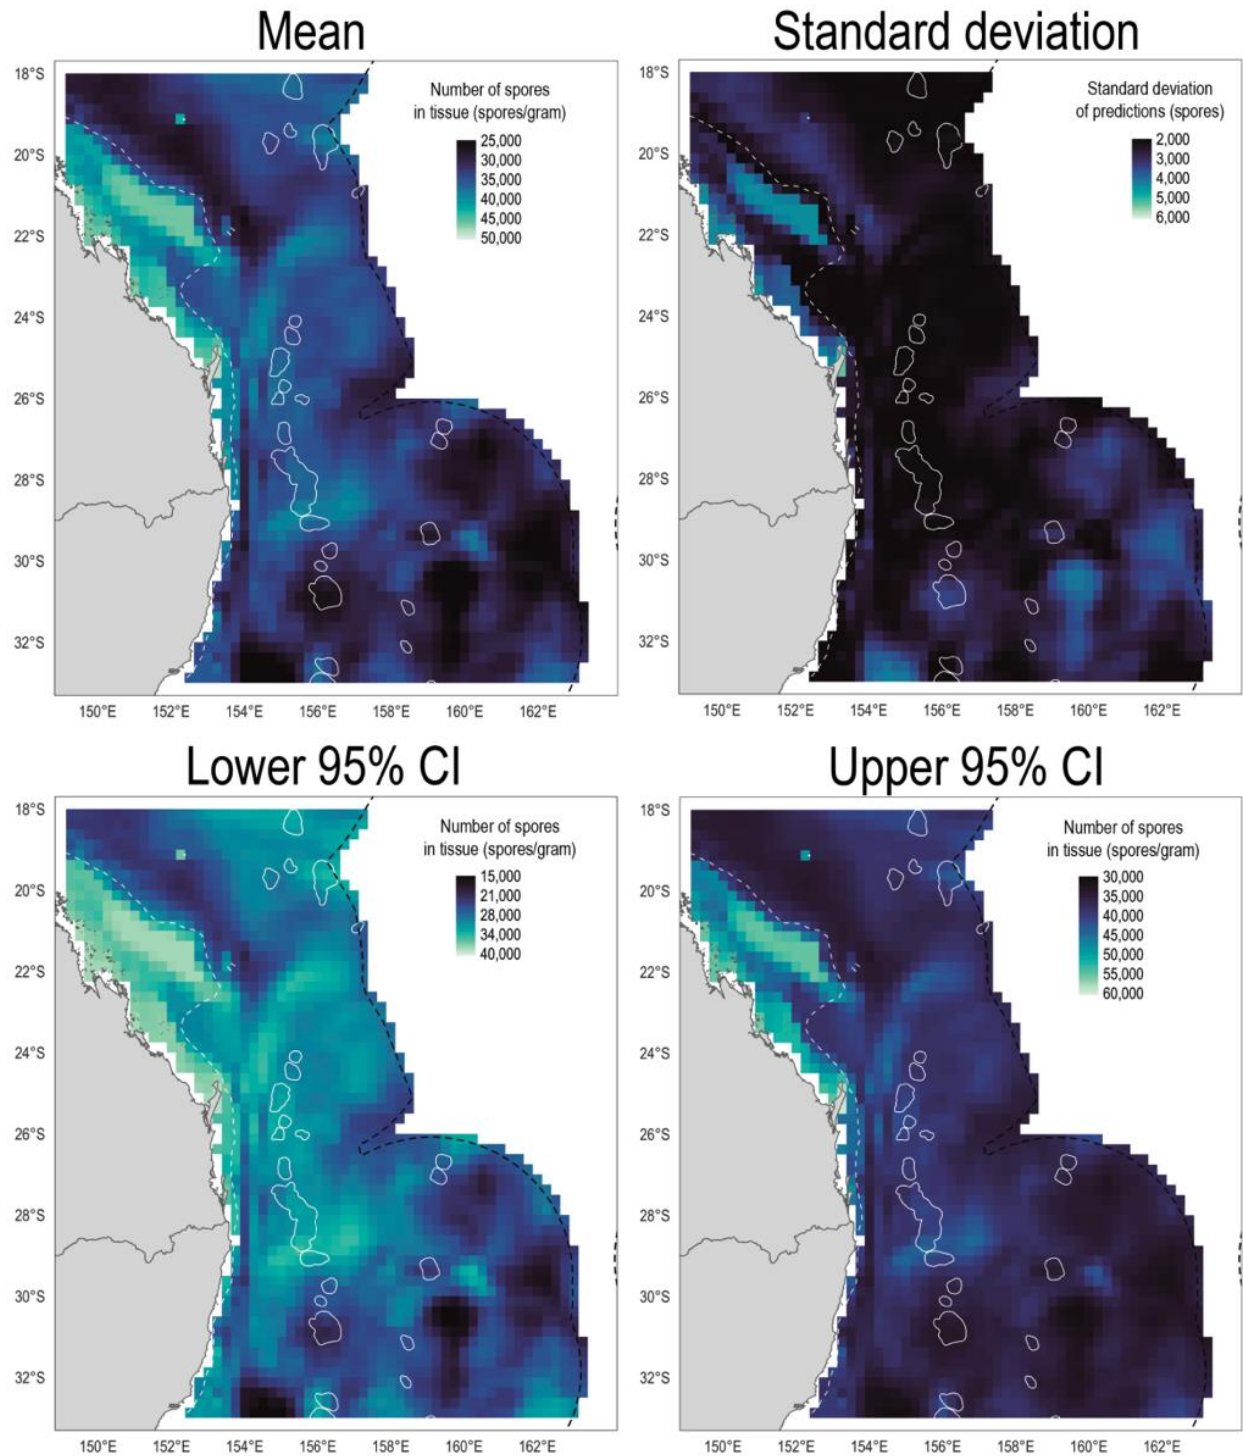 Mean
Standard deviation
18°S
20°S
22°S
24°S
26°S
28°S
30°S
32°S
Number of spores
in tissue (spores/gram)
25,000
30,000
35,000
40,000
45,000
50,000
150°E 152°E 154°E 156°E 158°E 160°E 162°E
18°S
20°S
22°S
24°S
26°S
28°S
30°S
32°S
Standard deviation
of predictions (spores)
2,000
3,000
4,000
5,000
6,000
150°E 152°E 154°E 156°E 158°E 160°E 162°E
Lower 95% CI
Upper 95% CI
18°S
20°S
22°S
24°S
26°S
28°S
30°S
32°S
Number of spores
in tissue (spores/gram)
15,000
21,000
28,000
34,000
40,000
150°E 152°E 154°E 156°E 158°E 160°E 162°E
18°S
20°S
22°S
24°S
26°S
28°S
30°S
32°S
Number of spores
in tissue (spores/gram)
30,000
35,000
40,000
45,000
50,000
55,000
60,000
150°E 152°E 154°E 156°E 158°E 160°E 162°E